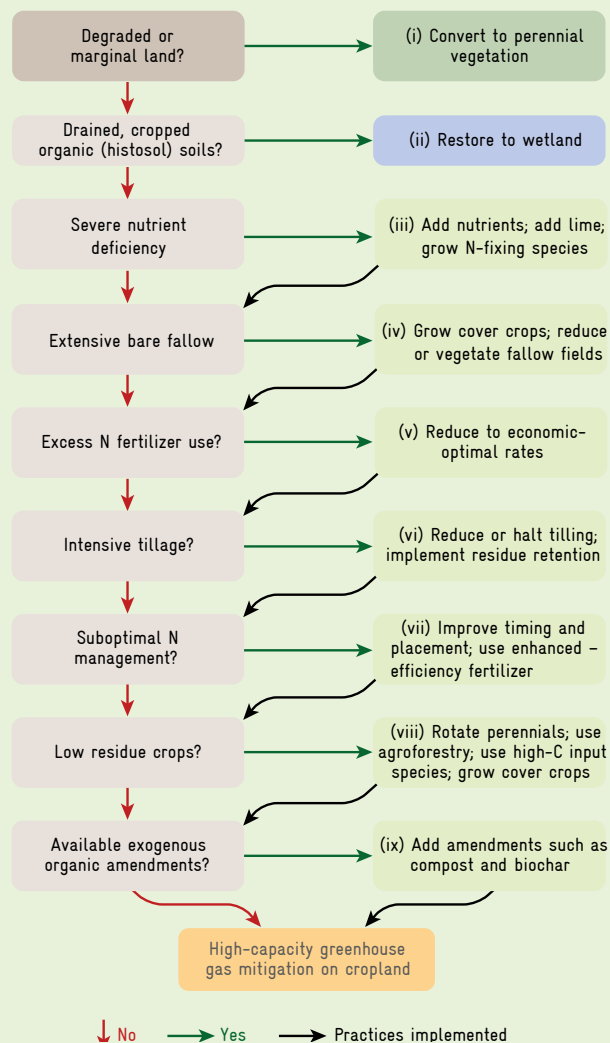 Degraded or
marginal land?
(i) Convert to perennial
vegetation
Drained, cropped
organic (histosol) soils?
(ii) Restore to wetland
Severe nutrient
deficiency
(iii) Add nutrients; add lime;
grow N-fixing species
Extensive bare fallow
(iv) Grow cover crops; reduce
or vegetate fallow fields
Excess N fertilizer use?
(v) Reduce to economic-
optimal rates
Intensive tillage?
(vi) Reduce or halt tilling;
implement residue retention
Suboptimal N
management?
(vii) Improve timing and
placement; use enhanced –
efficiency fertilizer
Low residue crops?
(viii) Rotate perennials; use
agroforestry; use high-C input
species; grow cover crops
Available exogenous
organic amendments?
(ix) Add amendments such as
compost and biochar
High-capacity greenhouse
gas mitigation on cropland
No Yes Practices implemented